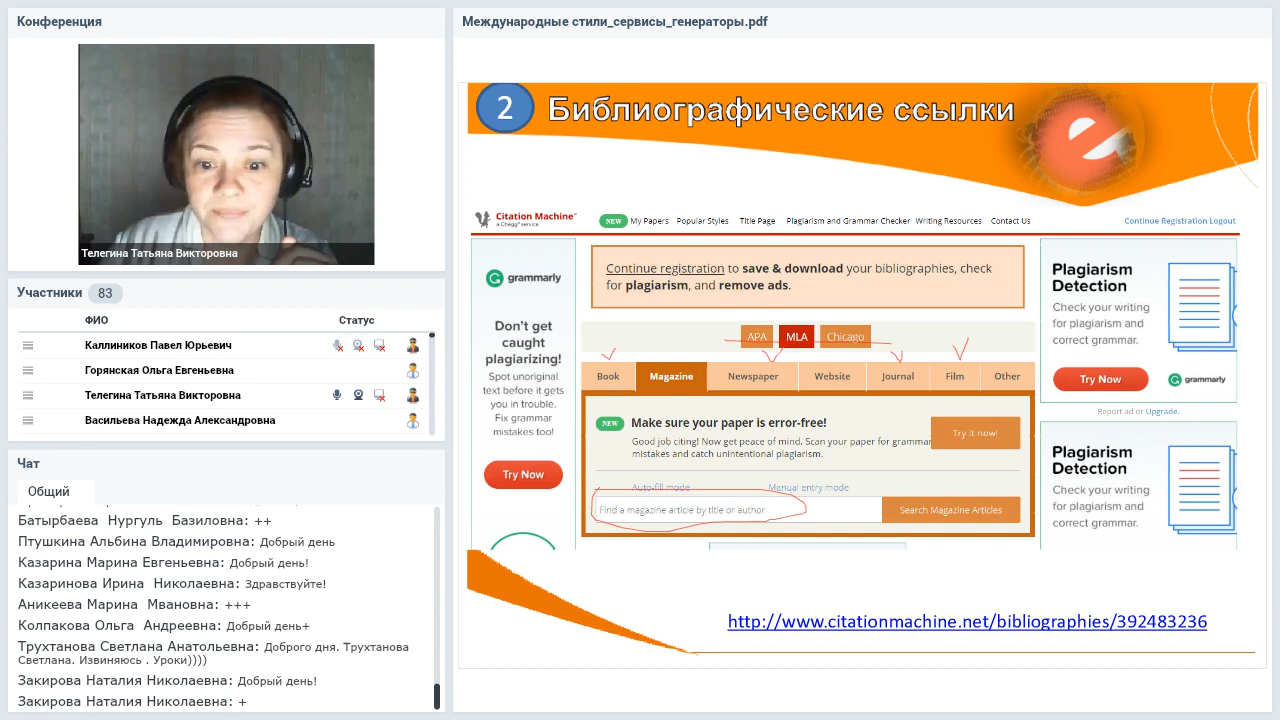 Конференция
Телегина Татьяна Викторовна
Участники 83
ФИО Статус
Каллиников Павел Юрьевич
Горянская Ольга Евгеньевна
Телегина Татьяна Викторовна
Васильева Надежда Александровна
Чат
Общий
Батырбаева Нургуль Базиловна: ++
Птушкина Альбина Владимировна: Добрый день
Казарина Марина Евгеньевна: Добрый день!
Казаринова Ирина Николаевна: Здравствуйте!
Аникеева Марина Мвановна: +++
Колпакова Ольга Андреевна: Добрый день+
Трухтанова Светлана Анатольевна: Доброго дня. Трухтанова
Светлана. Извиняюсь . Уроки))))
Закирова Наталия Николаевна: Добрый день!
Закирова Наталия Николаевна: +
Международные стили_сервисы_генераторы.pdf
2 Библиографические ссылки
Citation Machine™
a Chegg® service
NEW My Papers Popular Styles Title Page Plagiarism and Grammar Checker Writing Resources Contact Us
Continue Registration Logout
grammarly
Don't get
caught
plagiarizing!
Spot unoriginal
text before it gets
you in trouble.
Fix grammar
mistakes too!
Try Now
Continue registration to save & download your bibliographies, check
for plagiarism, and remove ads.
APA MLA Chicago
Book Magazine Newspaper Website Journal Film Other
NEW Make sure your paper is error-free!
Good job citing! Now get peace of mind. Scan your paper for grammar
mistakes and catch unintentional plagiarism.
Try it now!
Auto-fill mode Manual entry mode
Find a magazine article by title or author
Search Magazine Articles
Plagiarism
Detection
Check your writing
for plagiarism and
correct grammar.
Try Now grammarly
Report ad or Upgrade.
Plagiarism
Detection
Check your writing
for plagiarism and
correct grammar.
http://www.citationmachine.net/bibliographies/392483236